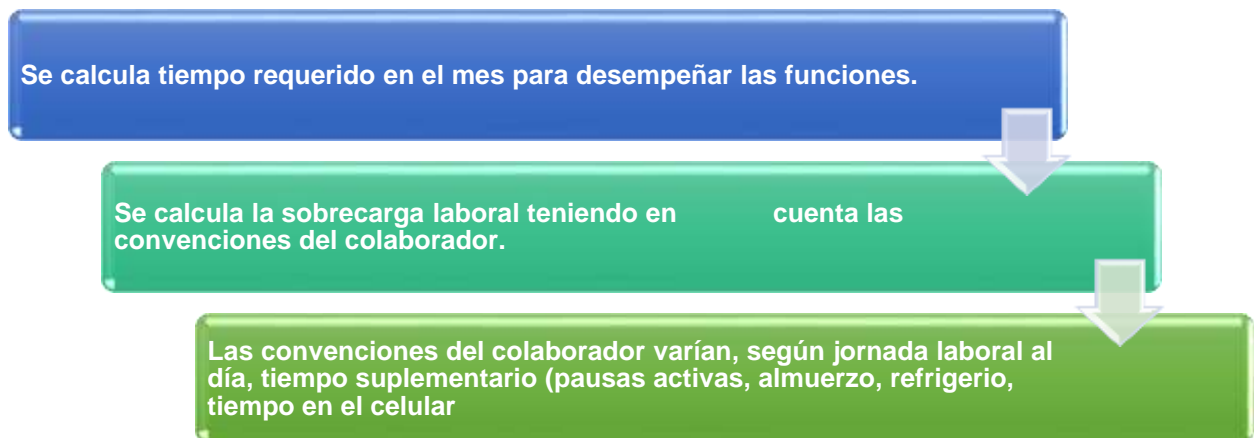 Se calcula tiempo requerido en el mes para desempeñar las funciones.
Se calcula la sobrecarga laboral teniendo en cuenta las
convenciones del colaborador.
Las convenciones del colaborador varían, según jornada laboral al
día, tiempo suplementario (pausas activas, almuerzo, refrigerio,
tiempo en el celular